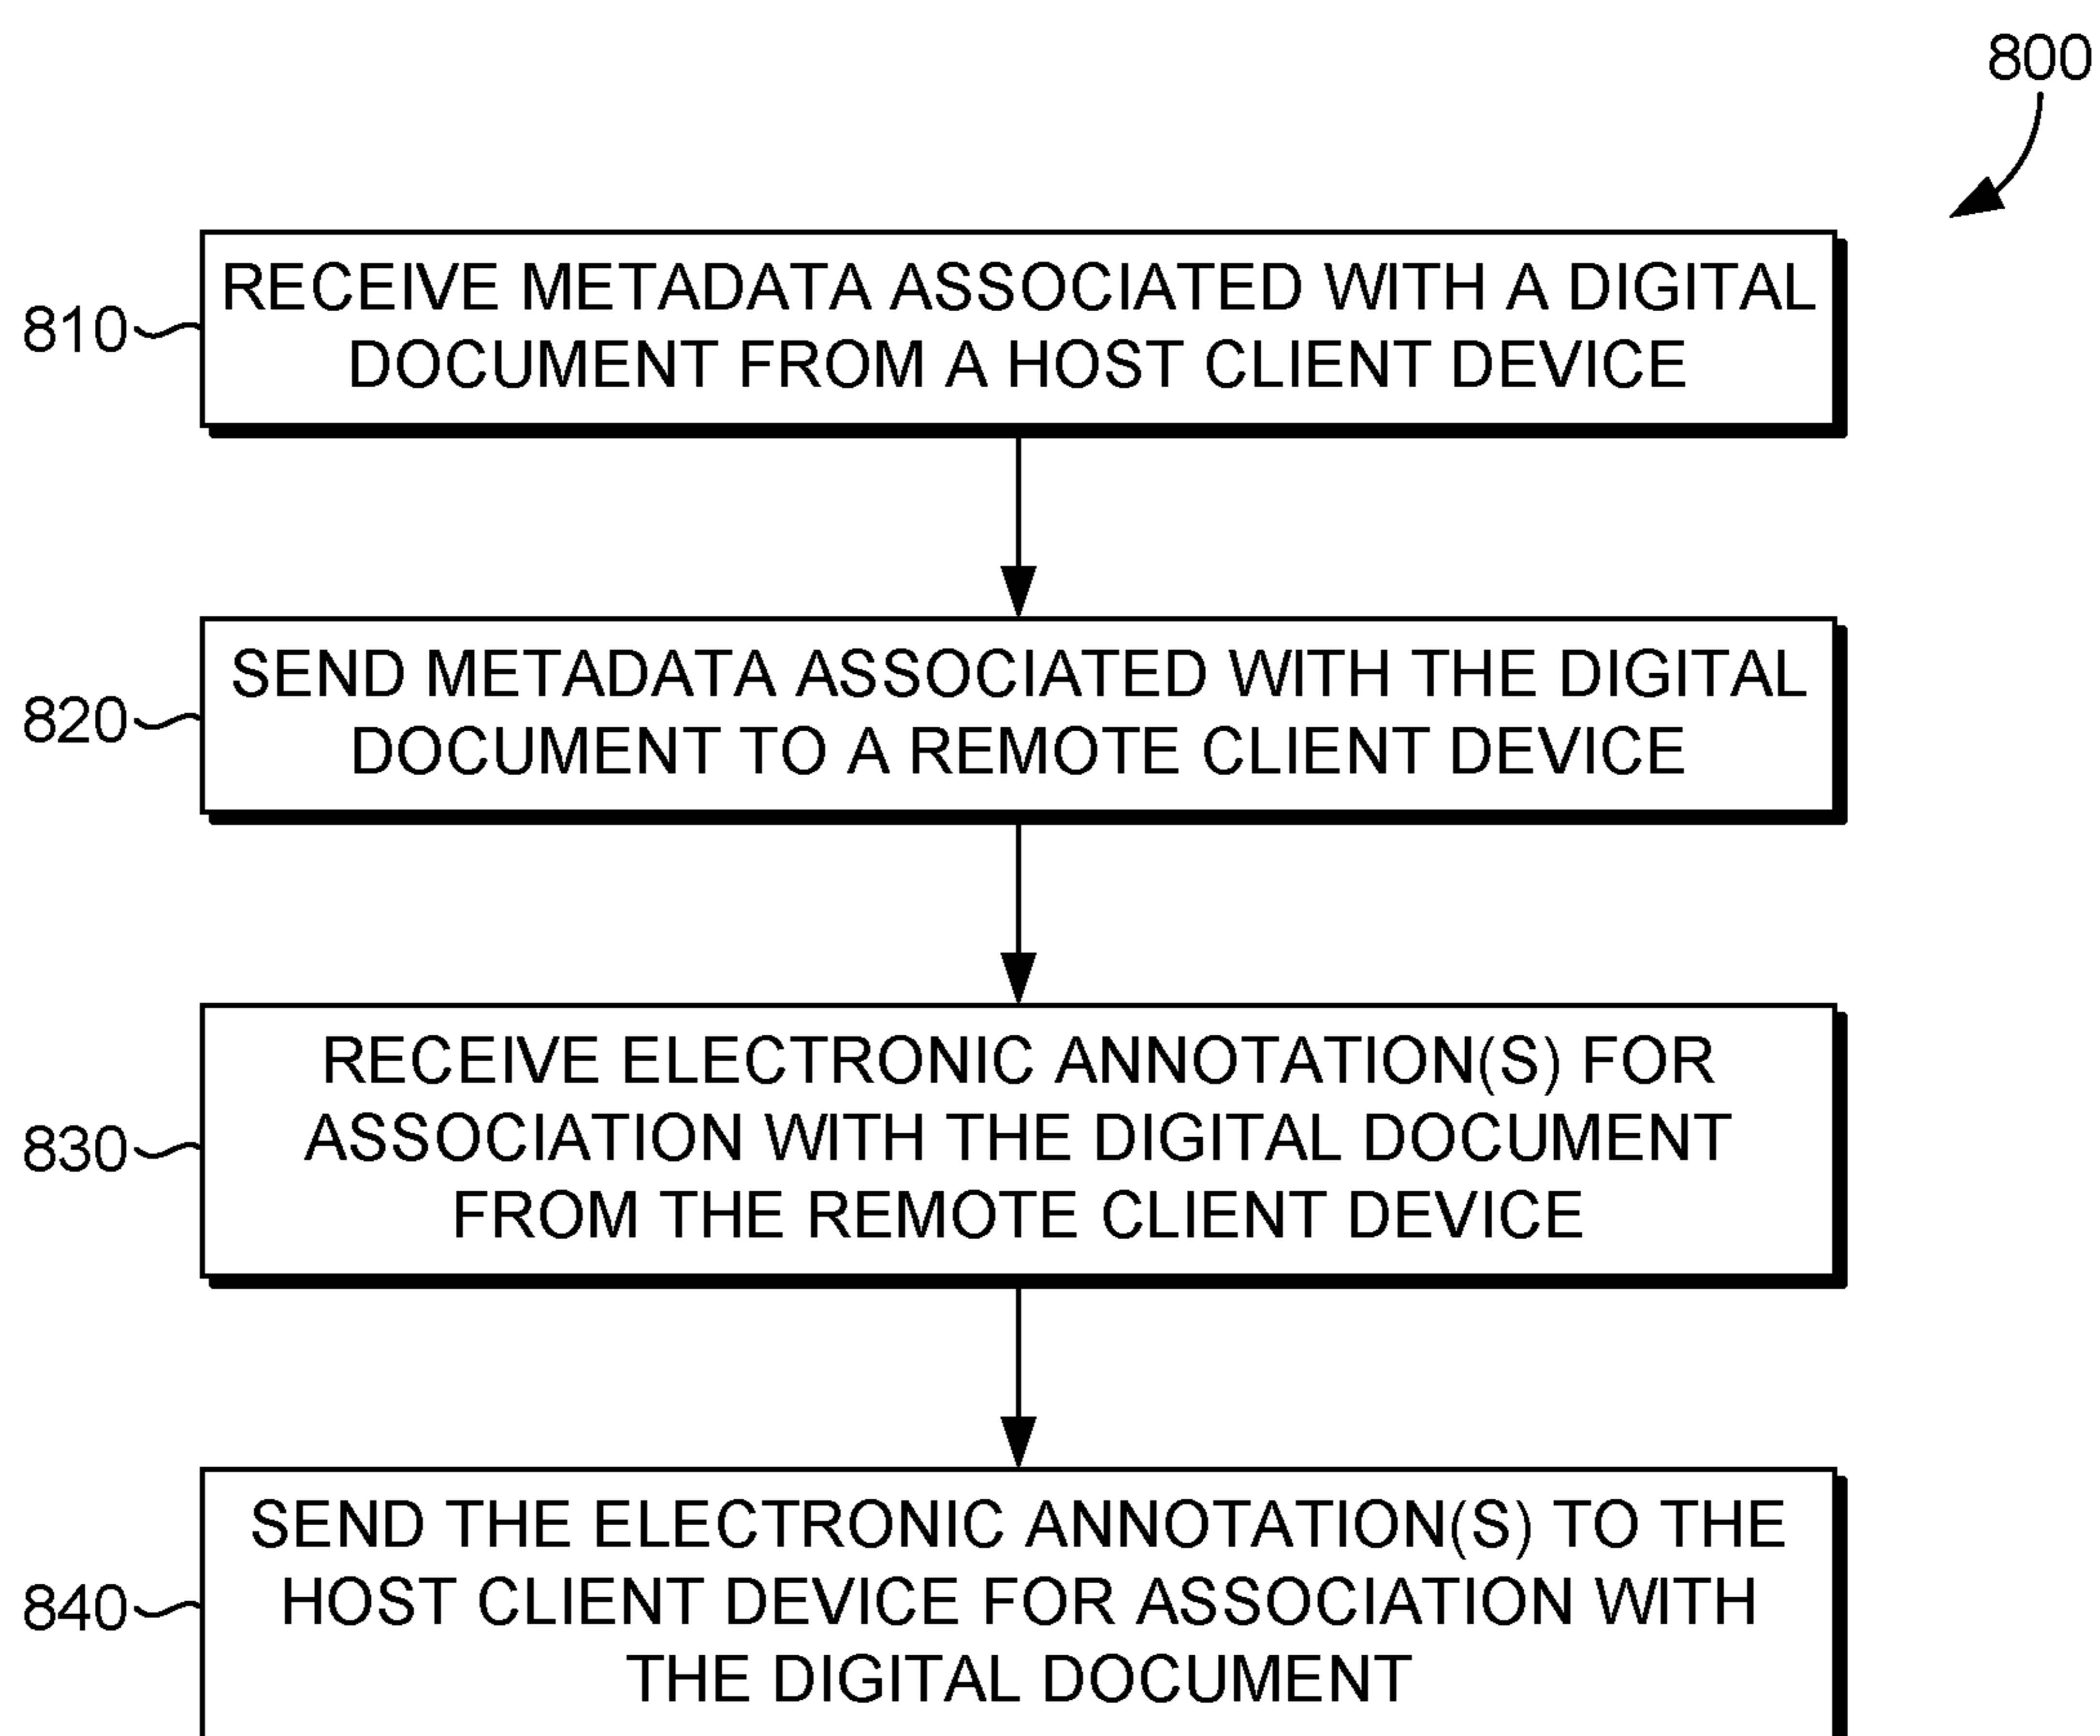 800
810
RECEIVE METADATA ASSOCIATED WITH A DIGITAL
DOCUMENT FROM A HOST CLIENT DEVICE
820
SEND METADATA ASSOCIATED WITH THE DIGITAL
DOCUMENT TO A REMOTE CLIENT DEVICE
830
RECEIVE ELECTRONIC ANNOTATION(S) FOR
ASSOCIATION WITH THE DIGITAL DOCUMENT
FROM THE REMOTE CLIENT DEVICE
840
SEND THE ELECTRONIC ANNOTATION(S) TO THE
HOST CLIENT DEVICE FOR ASSOCIATION WITH
THE DIGITAL DOCUMENT